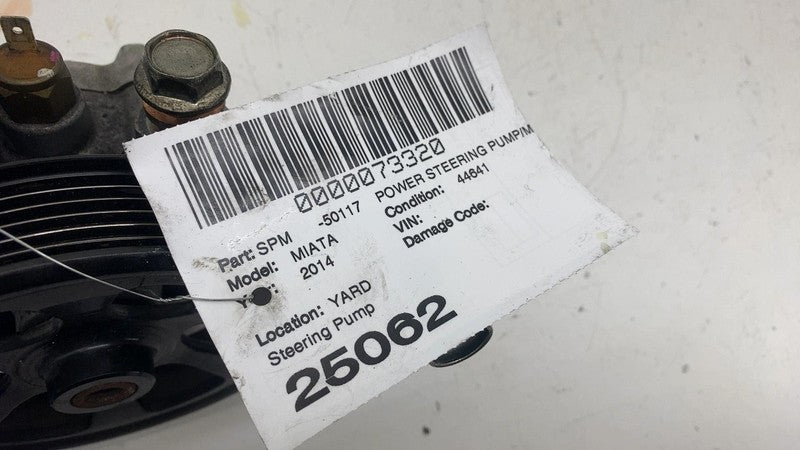 0000073320
Part: SPM -50117 POWER STEERING PUMP/M
Model: MIATA Condition: 44641
2014 VIN:
Damage Code:
Location: YARD
Steering Pump
25062